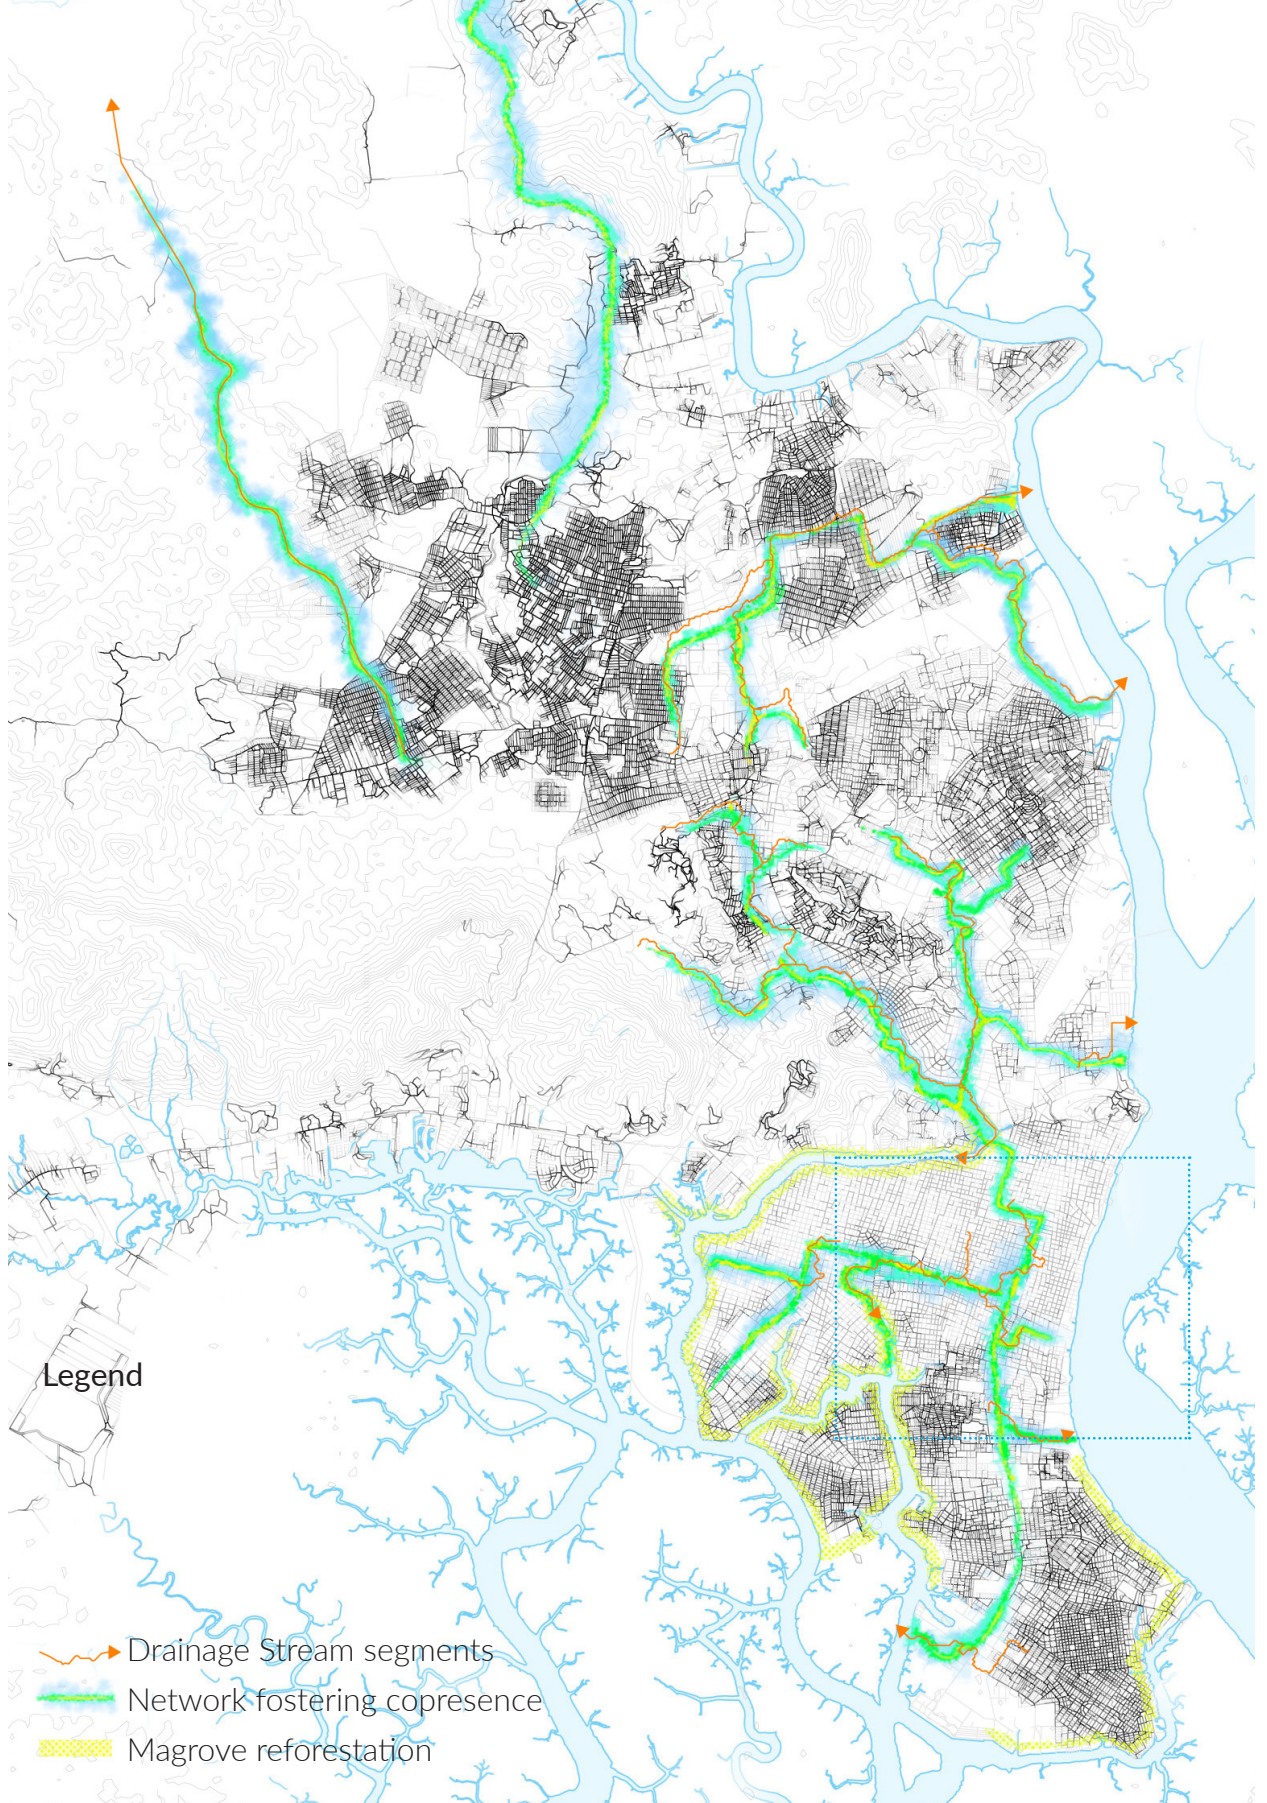 Legend
Drainage Stream segments
Network fostering copresence
Magrove reforestation